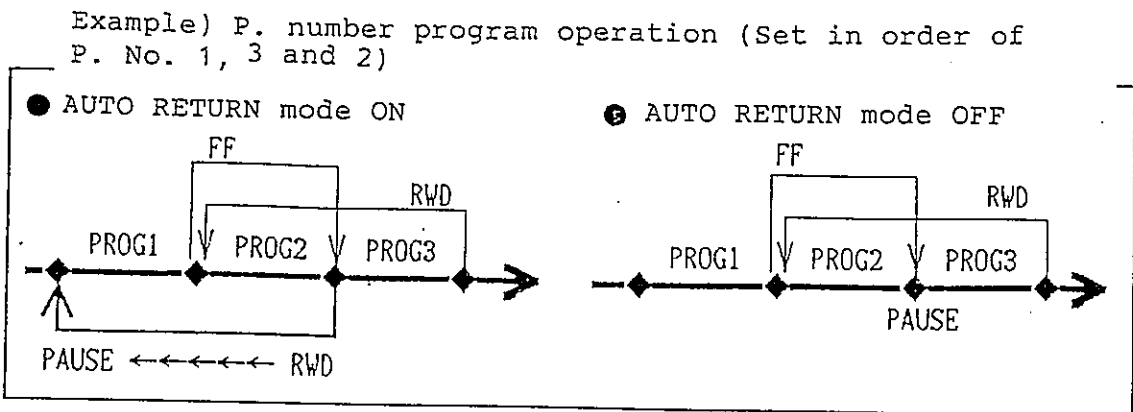 Example) P. number program operation (Set in order of
P. No. 1, 3 and 2)
● AUTO RETURN mode ON
FF
RWD
PROG1 PROG2 PROG3
PAUSE ←←←←← RWD
● AUTO RETURN mode OFF
FF
RWD
PROG1 PROG2 PROG3
PAUSE